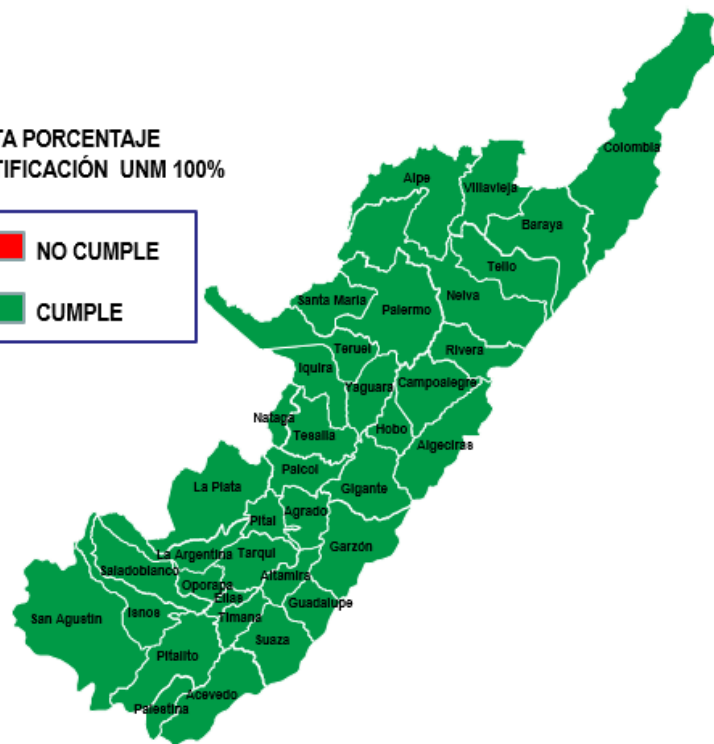 TA PORCENTAJE
TIFICACIÓN UNM 100%
NO CUMPLE
CUMPLE
Colombia
Alpe
Villavieja
Baraya
Tello
Neiva
Santa Maria
Palermo
Teruel
Rivera
Iquira
Yaguara
Campoalegre
Nataga
Tesalia
Hobo
Algeciras
Paicol
La Plata
Gigante
Pital
Agrado
La Argentina
Tarqui
Garzón
Saladoblanco
Oporapa
Altamira
Elias
Guadalupe
San Agustin
Isnos
Timana
Suaza
Pitalito
Acevedo
Palestina